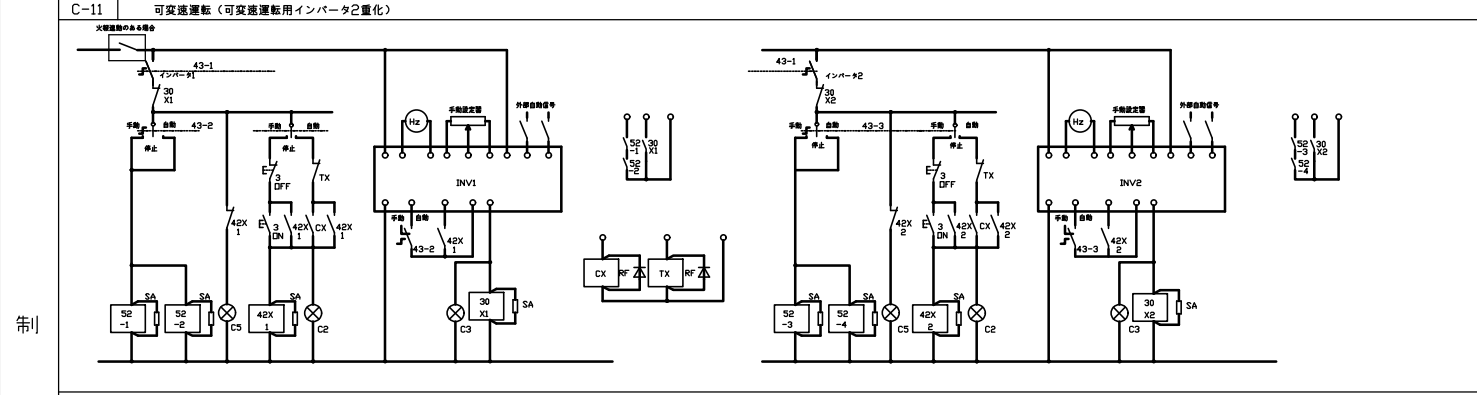 C-11 可変速運転（可変速運転用インバータ2重化）
火報連動のある場合
43-1
インバータ1
30
X1
手動 自動 43-2
停止
手動 自動
停止
3
OFF
TX
42X
1
3
ON
42X
1
CX
42X
1
52
-1
SA
52
-2
SA
C5
42X
1
SA
C2
Hz
手動設定器
外部自動信号
INV1
手動 自動
43-2
42X
1
C3
30
X1
SA
52
-1
30
X1
52
-2
CX
RF
TX
RF
43-1
インバータ2
30
X2
手動 自動 43-3
停止
手動 自動
停止
3
OFF
TX
42X
2
3
ON
42X
2
CX
42X
2
52
-3
SA
52
-4
SA
C5
42X
2
SA
C2
Hz
手動設定器
外部自動信号
INV2
手動 自動
43-3
42X
2
C3
30
X2
SA
52
-3
30
X2
52
-4
制